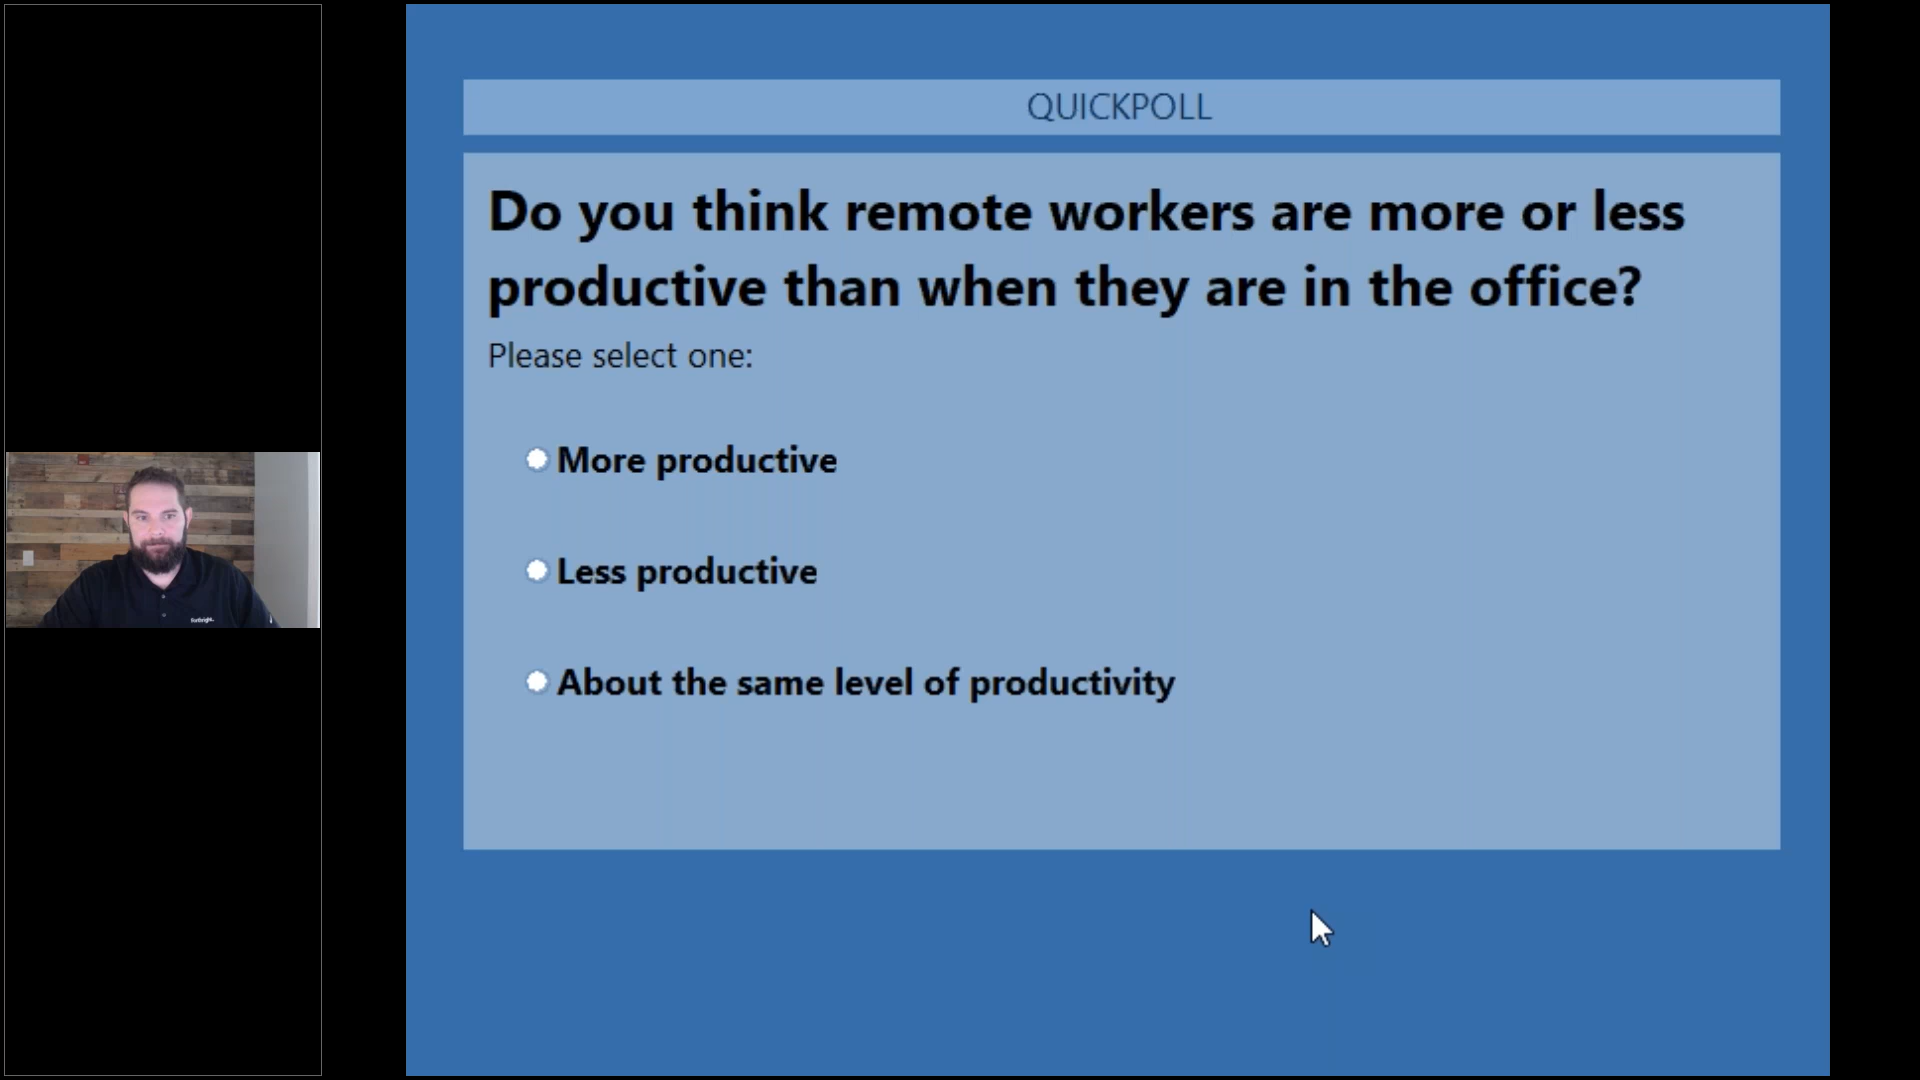 QUICKPOLL
Do you think remote workers are more or less
productive than when they are in the office?
Please select one:
More productive
Less productive
About the same level of productivity